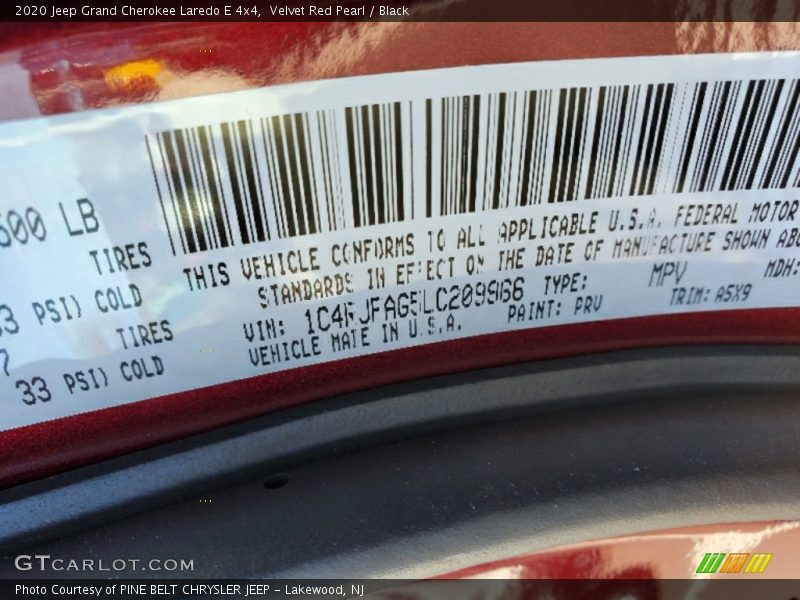 2020 Jeep Grand Cherokee Laredo E 4x4, Velvet Red Pearl / Black
500 LB
TIRES
33 PSI) COLD
TIRES
33 PSI) COLD
THIS VEHICLE CONFORMS TO ALL APPLICABLE U.S.A. FEDERAL MOTOR
STANDARDS IN EFFECT ON THE DATE OF MANUFACTURE SHOWN ABO
VIN: 1C4RJFAG5LC209966 TYPE: MPV MDH:
VEHICLE MADE IN U.S.A. PAINT: PRV TRIM: A5X9
GTCARLOT.COM
Photo Courtesy of PINE BELT CHRYSLER JEEP - Lakewood, NJ